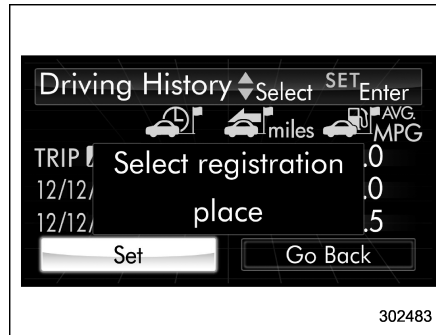 Driving History Select SET Enter
miles AVG. MPG
TRIP .0
Select registration
12/12/ .0
place
12/12/ .5
Set Go Back
302483